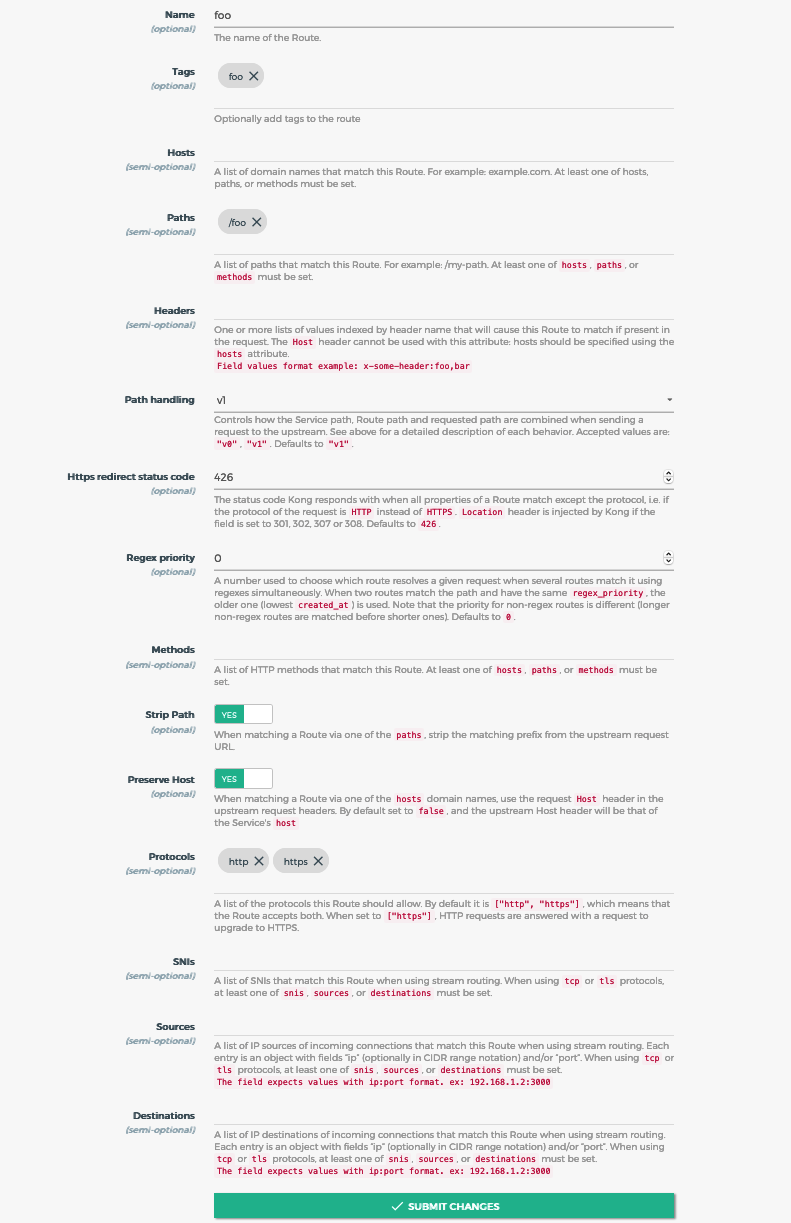 Name
(optional)
foo
The name of the Route.
Tags
(optional)
foo
Optionally add tags to the route
Hosts
(semi-optional)
A list of domain names that match this Route. For example: example.com. At least one of hosts,
paths, or methods must be set.
Paths
(semi-optional)
/foo
A list of paths that match this Route. For example: /my-path. At least one of hosts, paths, or
methods must be set.
Headers
(semi-optional)
One or more lists of values indexed by header name that will cause this Route to match if present in
the request. The Host header cannot be used with this attribute: hosts should be specified using the
hosts attribute.
Field values format example: x-some-header:foo,bar
Path handling
v1
Controls how the Service path, Route path and requested path are combined when sending a
request to the upstream. See above for a detailed description of each behavior. Accepted values are:
"v0", "v1". Defaults to "v1".
Https redirect status code
(optional)
426
The status code Kong responds with when all properties of a Route match except the protocol, i.e. if
the protocol of the request is HTTP instead of HTTPS. Location header is injected by Kong if the
field is set to 301, 302, 307 or 308. Defaults to 426.
Regex priority
(optional)
0
A number used to choose which route resolves a given request when several routes match it using
regexes simultaneously. When two routes match the path and have the same regex_priority, the
older one (lowest created_at) is used. Note that the priority for non-regex routes is different (longer
non-regex routes are matched before shorter ones). Defaults to 0.
Methods
(semi-optional)
A list of HTTP methods that match this Route. At least one of hosts, paths, or methods must be
set.
Strip Path
(optional)
YES
When matching a Route via one of the paths, strip the matching prefix from the upstream request
URL.
Preserve Host
(optional)
YES
When matching a Route via one of the hosts domain names, use the request Host header in the
upstream request headers. By default set to false, and the upstream Host header will be that of
the Service's host
Protocols
(semi-optional)
http
https
A list of the protocols this Route should allow. By default it is ["http", "https"], which means that
the Route accepts both. When set to ["https"], HTTP requests are answered with a request to
upgrade to HTTPS.
SNIs
(semi-optional)
A list of SNIs that match this Route when using stream routing. When using tcp or tls protocols,
at least one of snis, sources, or destinations must be set.
Sources
(semi-optional)
A list of IP sources of incoming connections that match this Route when using stream routing. Each
entry is an object with fields "ip" (optionally in CIDR range notation) and/or "port". When using tcp or
tls protocols, at least one of snis, sources, or destinations must be set.
The field expects values with ip:port format. ex: 192.168.1.2:3000
Destinations
(semi-optional)
A list of IP destinations of incoming connections that match this Route when using stream routing.
Each entry is an object with fields "ip" (optionally in CIDR range notation) and/or "port". When using
tcp or tls protocols, at least one of snis, sources, or destinations must be set.
The field expects values with ip:port format. ex: 192.168.1.2:3000
SUBMIT CHANGES